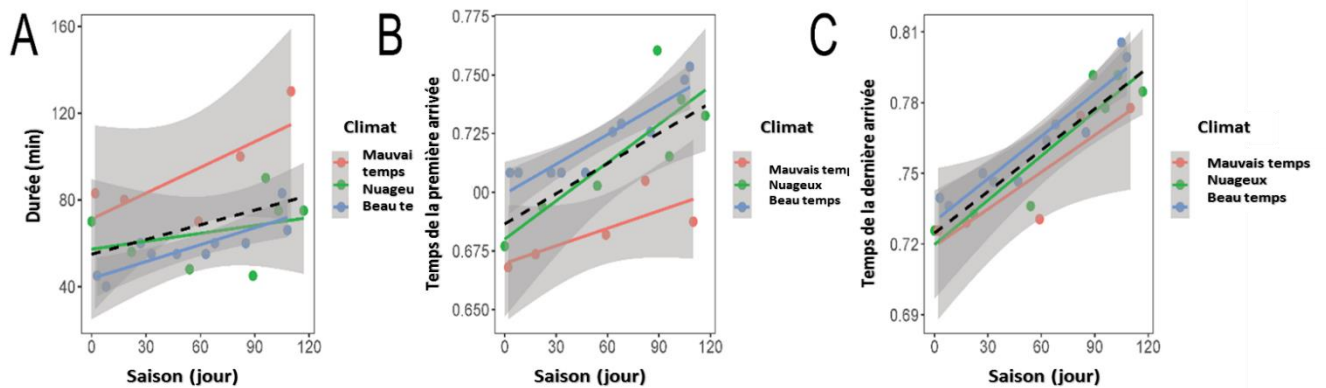 A
Durée (min)
160
120
80
40
0
30
60
90
120
Saison (jour)
Climat
Mauvai
temps
Nuageu
Beau te
B
Temps de la première arrivée
0.775
0.750
0.725
00
0.675
0.650
0
30
60
90
120
Saison (jour)
Climat
Mauvais temp
Nuageux
Beau temps
C
Temps de la dernière arrivée
0.81
0.78
0.75
0.72
0.69
0
30
60
90
120
Saison (jour)
Climat
Mauvais temps
Nuageux
Beau temps